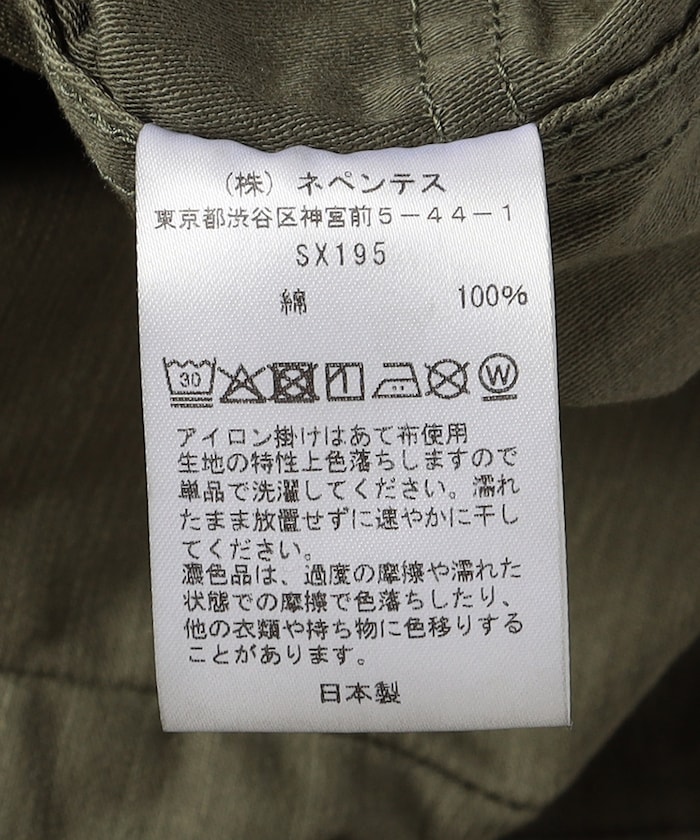 (株)ネペンテス
東京都渋谷区神宮前5-44-1
SX195
綿 100%
30 W
アイロン掛けはあて布使用
生地の特性上色落ちしますので
単品で洗濯してください。濡れ
たまま放置せずに速やかに干し
てください。
濃色品は、過度の摩擦や濡れた
状態での摩擦で色落ちしたり、
他の衣類や持ち物に色移りする
ことがあります。
日本製